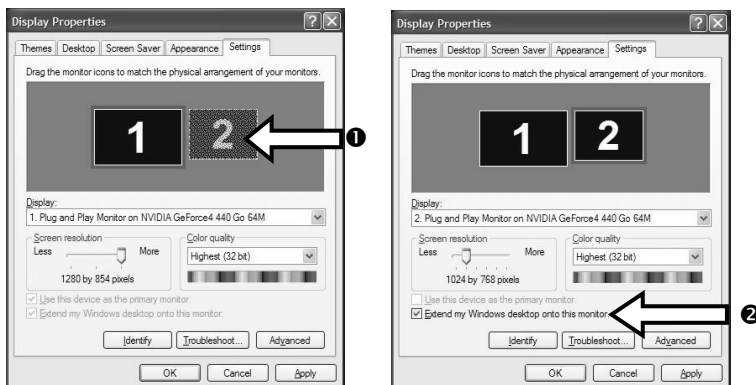 Display Properties
Themes Desktop Screen Saver Appearance Settings
Drag the monitor icons to match the physical arrangement of your monitors.
1 2
❶
Display:
1. Plug and Play Monitor on NVIDIA GeForce4 440 Go 64M
Screen resolution
Less More
1280 by 854 pixels
Color quality
Highest (32 bit)
Use this device as the primary monitor.
Extend my Windows desktop onto this monitor.
Identify Troubleshoot... Advanced
OK Cancel Apply
Display Properties
Themes Desktop Screen Saver Appearance Settings
Drag the monitor icons to match the physical arrangement of your monitors.
1 2
Display:
2. Plug and Play Monitor on NVIDIA GeForce4 440 Go 64M
Screen resolution
Less More
1024 by 768 pixels
Color quality
Highest (32 bit)
Use this device as the primary monitor.
Extend my Windows desktop onto this monitor.
❷
Identify Troubleshoot... Advanced
OK Cancel Apply